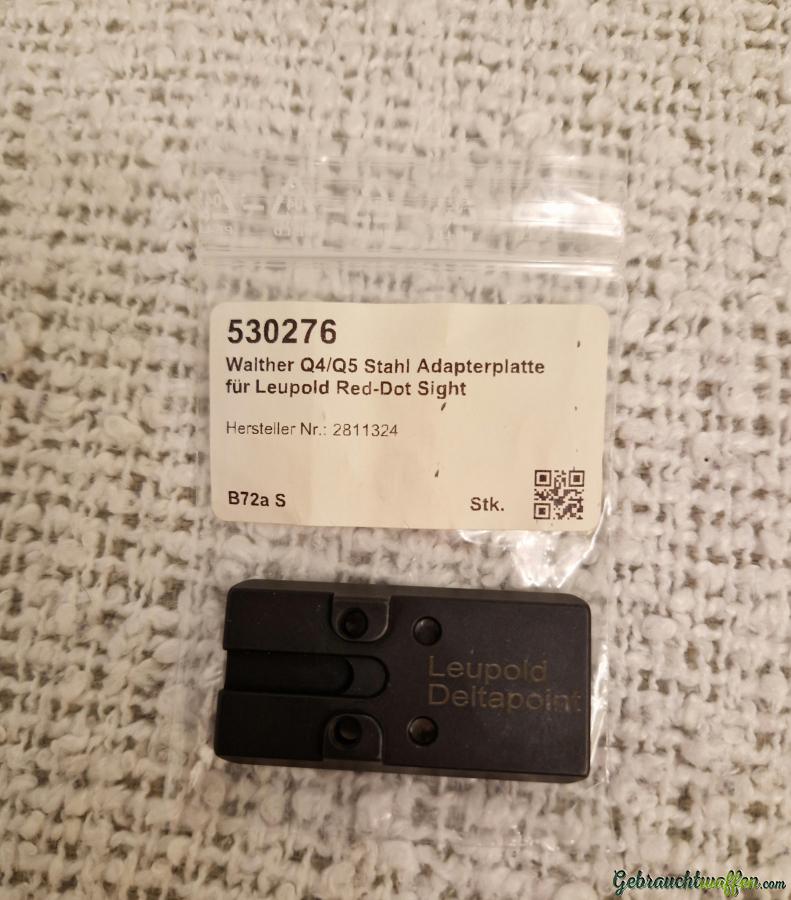 530276
Walther Q4/Q5 Stahl Adapterplatte
für Leupold Red-Dot Sight
Hersteller Nr.: 2811324
B72a S
Stk.
Leupold
Deltapoint
Gebrauchtwaffen.com